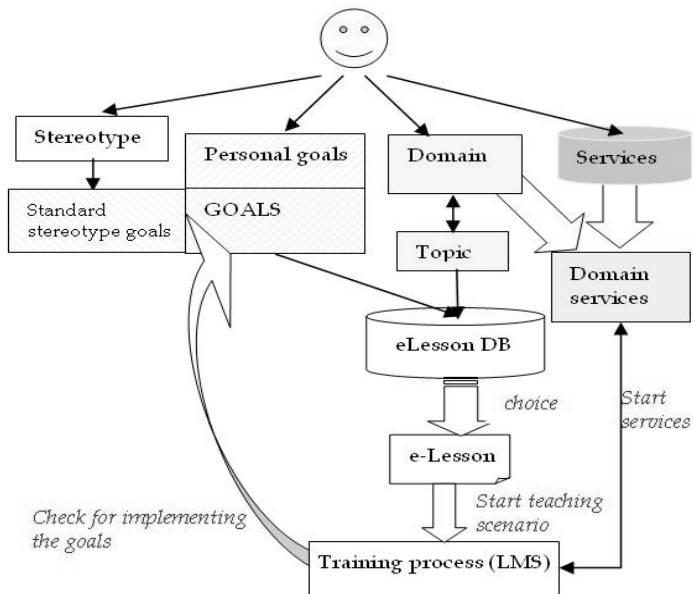 Stereotype
Personal goals
Domain
Services
Standard
stereotype goals
GOALS
Topic
Domain
services
eLesson DB
choice
Start
services
e-Lesson
Start teaching
scenario
Check for implementing
the goals
Training process (LMS)